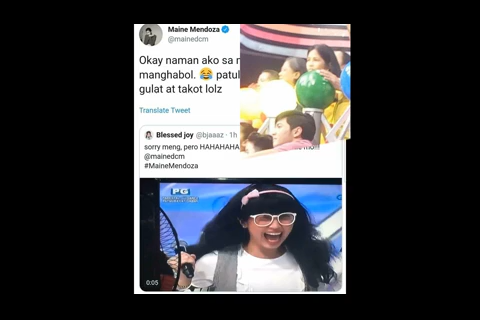 Maine Mendoza
@mainedcm
Okay naman ako sa
manghabol. 😂 patul
gulat at takot lolz
Translate Tweet
Blessed joy @bjaaaz · 1h
sorry meng, pero HAHAHAHA
@mainedcm
#MaineMendoza
PG
0:05